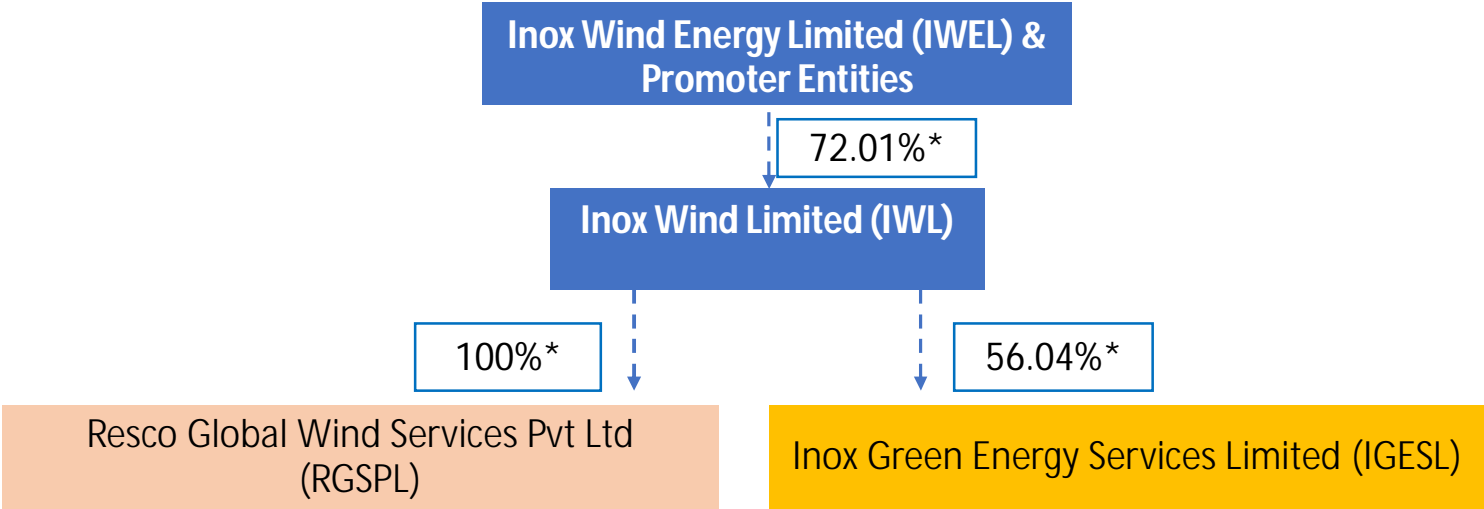 Inox Wind Energy Limited (IWEL) &
Promoter Entities
72.01%*
Inox Wind Limited (IWL)
100%*
56.04%*
Resco Global Wind Services Pvt Ltd
(RGSPL)
Inox Green Energy Services Limited (IGESL)